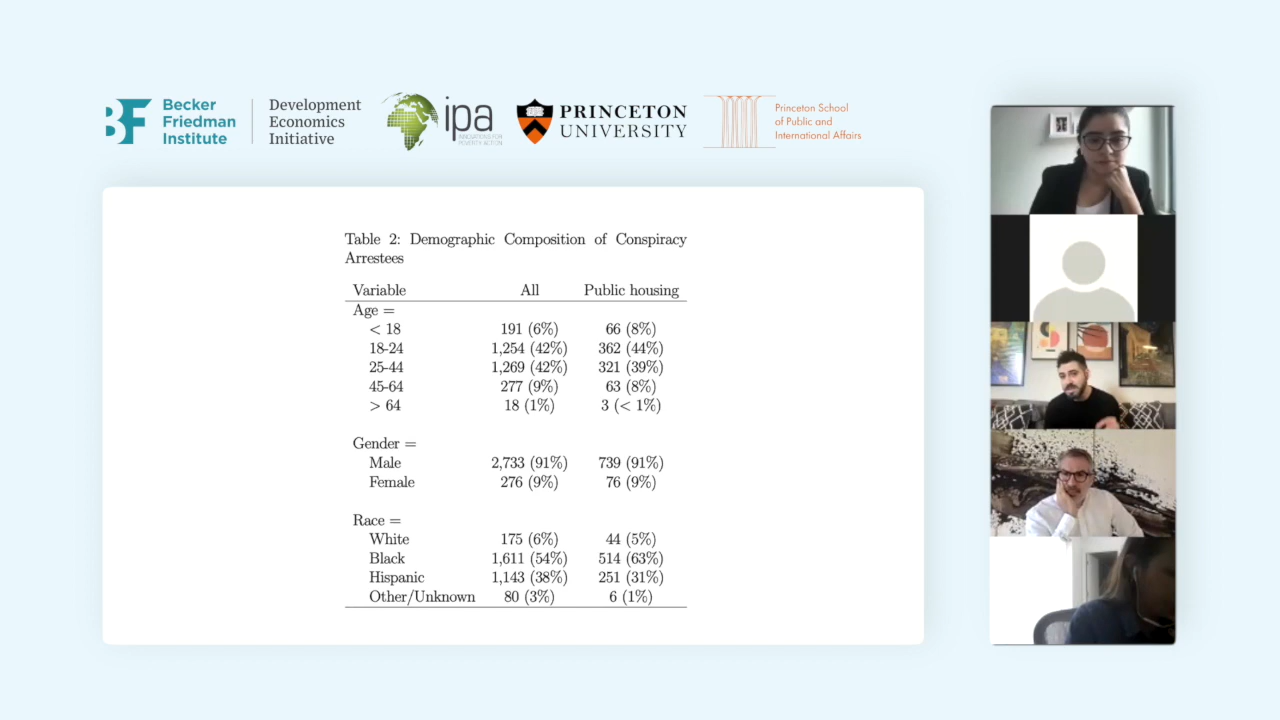 Becker
Friedman
Institute
Development
Economics
Initiative
ipa
INNOVATIONS FOR
POVERTY ACTION
PRINCETON
UNIVERSITY
Princeton School
of Public and
International Affairs
Table 2: Demographic Composition of Conspiracy
Arrestees
Variable All Public housing
Age =
< 18 191 (6%) 66 (8%)
18-24 1,254 (42%) 362 (44%)
25-44 1,269 (42%) 321 (39%)
45-64 277 (9%) 63 (8%)
> 64 18 (1%) 3 (< 1%)
Gender =
Male 2,733 (91%) 739 (91%)
Female 276 (9%) 76 (9%)
Race =
White 175 (6%) 44 (5%)
Black 1,611 (54%) 514 (63%)
Hispanic 1,143 (38%) 251 (31%)
Other/Unknown 80 (3%) 6 (1%)